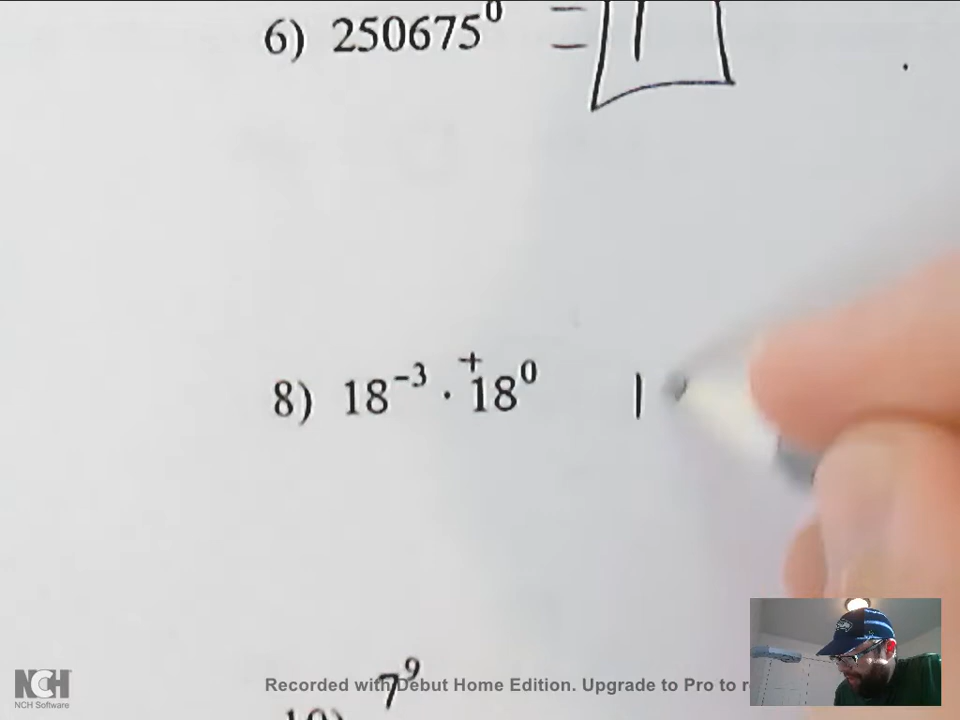 6) 250675⁰ = 1
8) 18⁻³ · 18⁰ 1
+
7⁹
10)
NCH
NCH Software
Recorded with Debut Home Edition. Upgrade to Pro to r